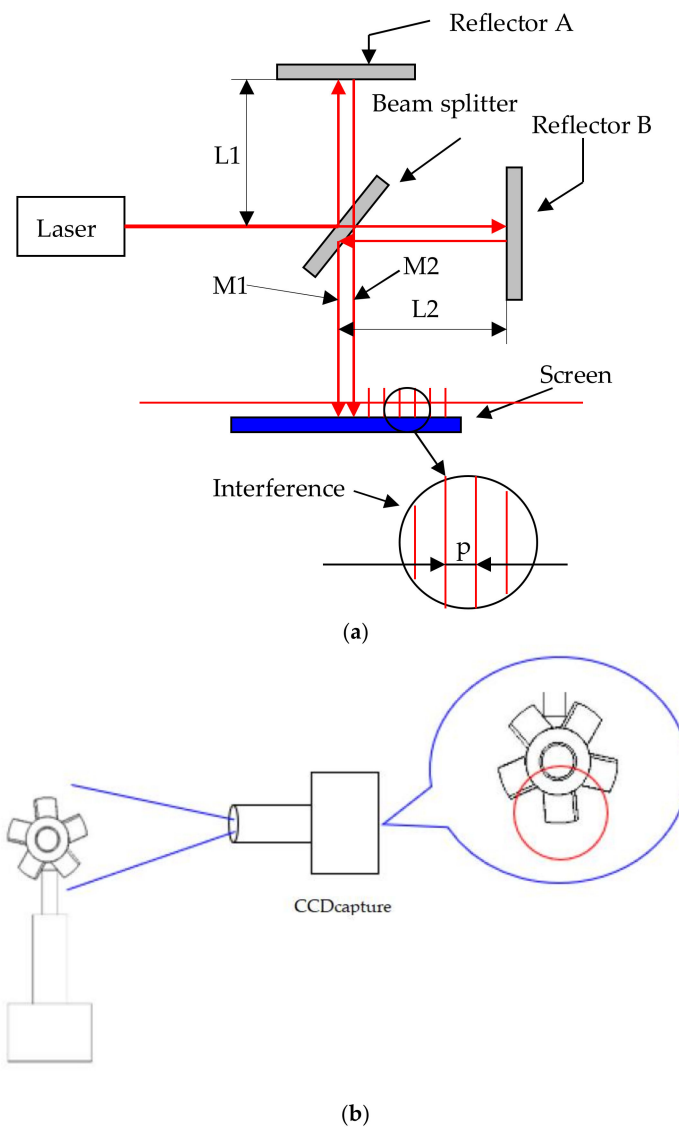 Reflector A
Beam splitter
Reflector B
L1
Laser
M2
M1
L2
Screen
Interference
p
(a)
CCDcapture
(b)